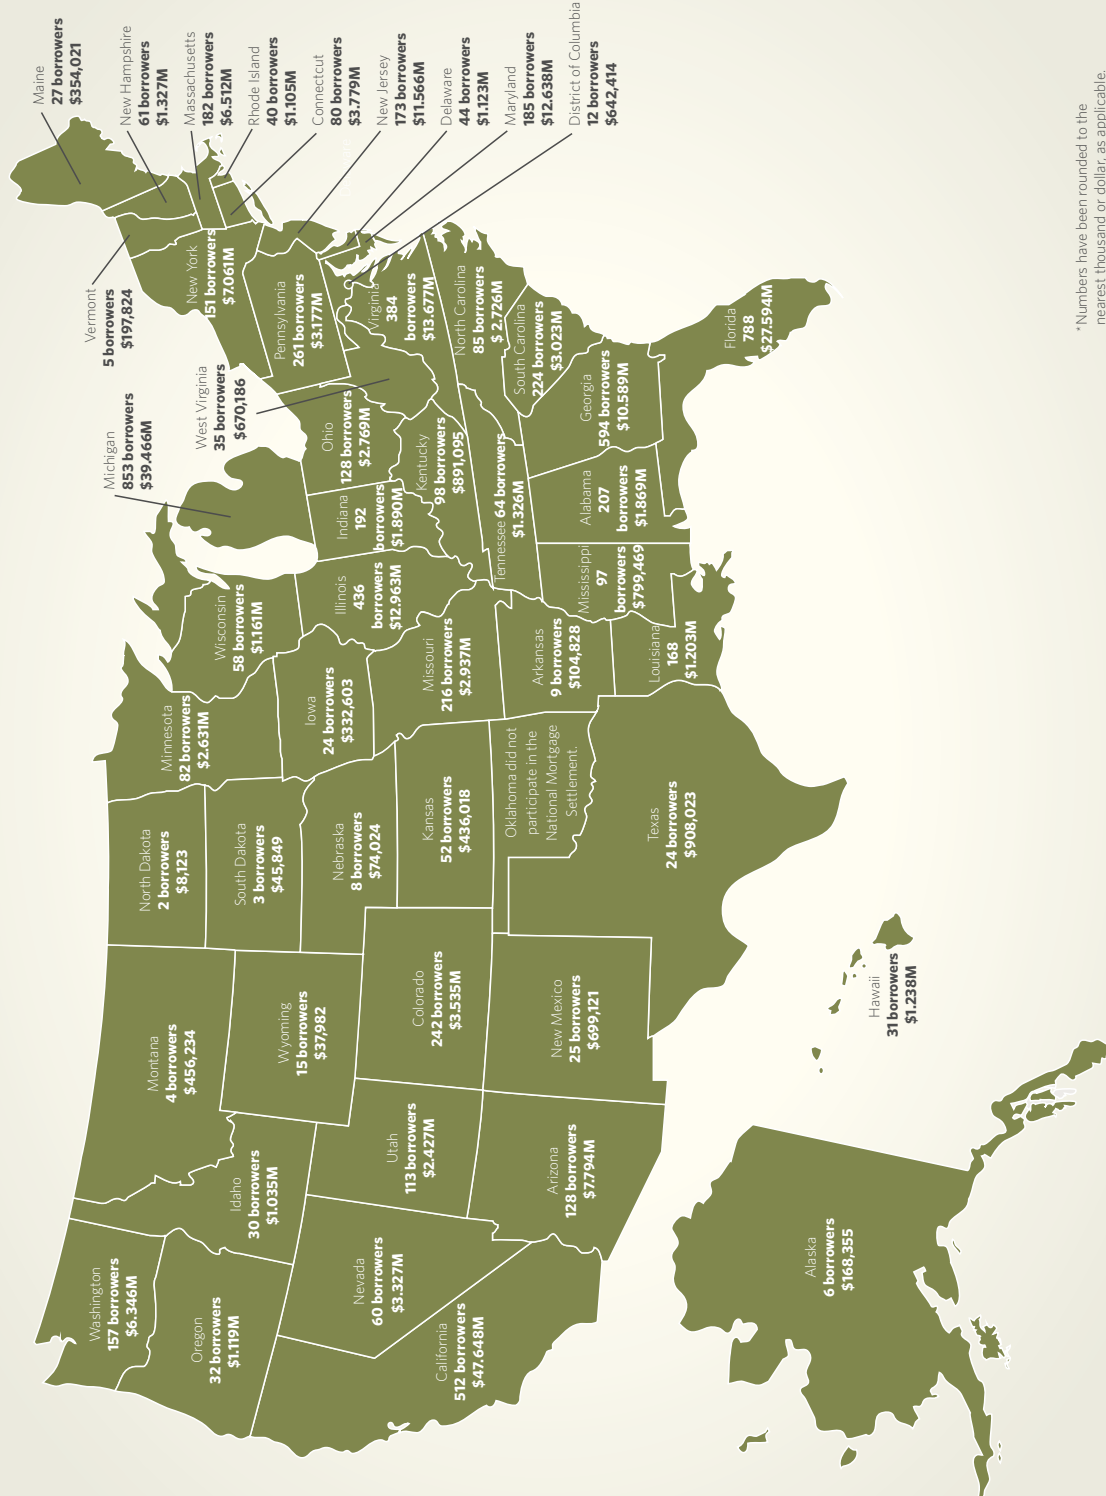 Maine
27 borrowers
$354,021
New Hampshire
61 borrowers
$1.327M
Massachusetts
182 borrowers
$6.512M
Rhode Island
40 borrowers
$1.105M
Connectcut
80 borrowers
$3.779M
New Jersey
173 borrowers
$11.566M
Delaware
44 borrowers
$1.123M
Maryland
185 borrowers
$12.638M
District of Columbia
12 borrowers
$642,414
Vermont
5 borrowers
$197,824
New York
151 borrowers
$7.061M
Pennsylvania
261 borrowers
$3.177M
Virginia
384
borrowers
$13.677M
North Carolina
85 borrowers
$ 2.726M
South Carolina
224 borrowers
$3.023M
Florida
788
$27.594M
West Virginia
35 borrowers
$670,186
Michigan
853 borrowers
$39.466M
Ohio
128 borrowers
$2.769M
Kentucky
98 borrowers
$891,095
Georgia
594 borrowers
$10.589M
Indiana
192
borrowers
$1.890M
Tennessee 64 borrowers
$1.326M
Alabama
207
borrowers
$1.869M
Wisconsin
58 borrowers
$1.161M
Illinois
436
borrowers
$12.963M
Mississippi
97
borrowers
$799,469
Minnesota
82 borrowers
$2.631M
Iowa
24 borrowers
$332,603
Missouri
216 borrowers
$2.937M
Arkansas
9 borrowers
$104,828
Louisiana
168
$1.203M
North Dakota
2 borrowers
$8,123
South Dakota
3 borrowers
$45,849
Nebraska
8 borrowers
$74,024
Kansas
52 borrowers
$436,018
Oklahoma did not
participate in the
National Mortgage
Settlement.
Texas
24 borrowers
$908,023
Montana
4 borrowers
$456,234
Wyoming
15 borrowers
$37,982
Colorado
242 borrowers
$3.535M
New Mexico
25 borrowers
$699,121
Idaho
30 borrowers
$1.035M
Utah
113 borrowers
$2.427M
Arizona
128 borrowers
$7.794M
Washington
157 borrowers
$6.346M
Oregon
32 borrowers
$1.119M
Nevada
60 borrowers
$3.327M
California
512 borrowers
$47.648M
Hawaii
31 borrowers
$1.238M
Alaska
6 borrowers
$168,355
*Numbers have been rounded to the
nearest thousand or dollar, as applicable.